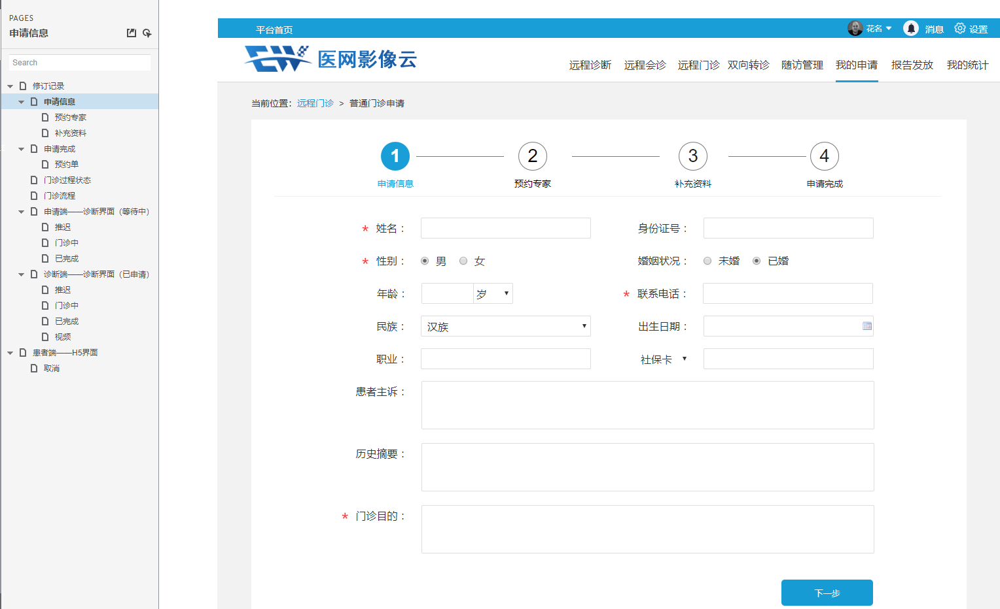 PAGES
申请信息
Search
修订记录
申请信息
预约专家
补充资料
申请完成
预约单
门诊过程状态
门诊流程
申请端——诊断界面（等待中）
推迟
门诊中
已完成
诊断端——诊断界面（已申请）
推迟
门诊中
已完成
视频
患者端——H5界面
取消
平台首页 花名 消息 设置
EW 医网影像云
远程诊断 远程会诊 远程门诊 双向转诊 随访管理 我的申请 报告发放 我的统计
当前位置：远程门诊 > 普通门诊申请
1 2 3 4
申请信息 预约专家 补充资料 申请完成
* 姓名： 身份证号：
* 性别： 男 女 婚姻状况： 未婚 已婚
年龄： 岁 * 联系电话：
民族： 汉族 出生日期：
职业： 社保卡
患者主诉：
历史摘要：
* 门诊目的：
下一步